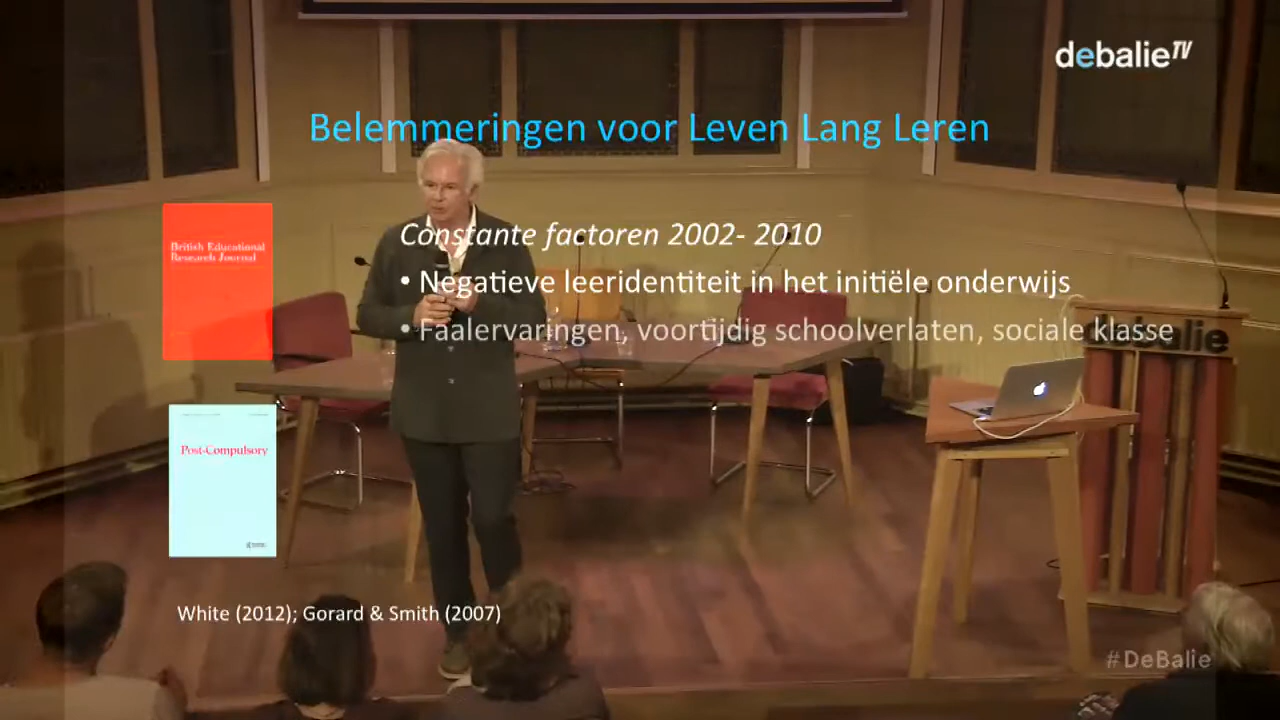 debalieTV
Belemmeringen voor Leven Lang Leren
British Educational
Research Journal
Constante factoren 2002- 2010
• Negatieve leeridentiteit in het initiële onderwijs
• Faalervaringen, voortijdig schoolverlaten, sociale klasse
debalie
Post-Compulsory
White (2012); Gorard & Smith (2007)
#DeBalie